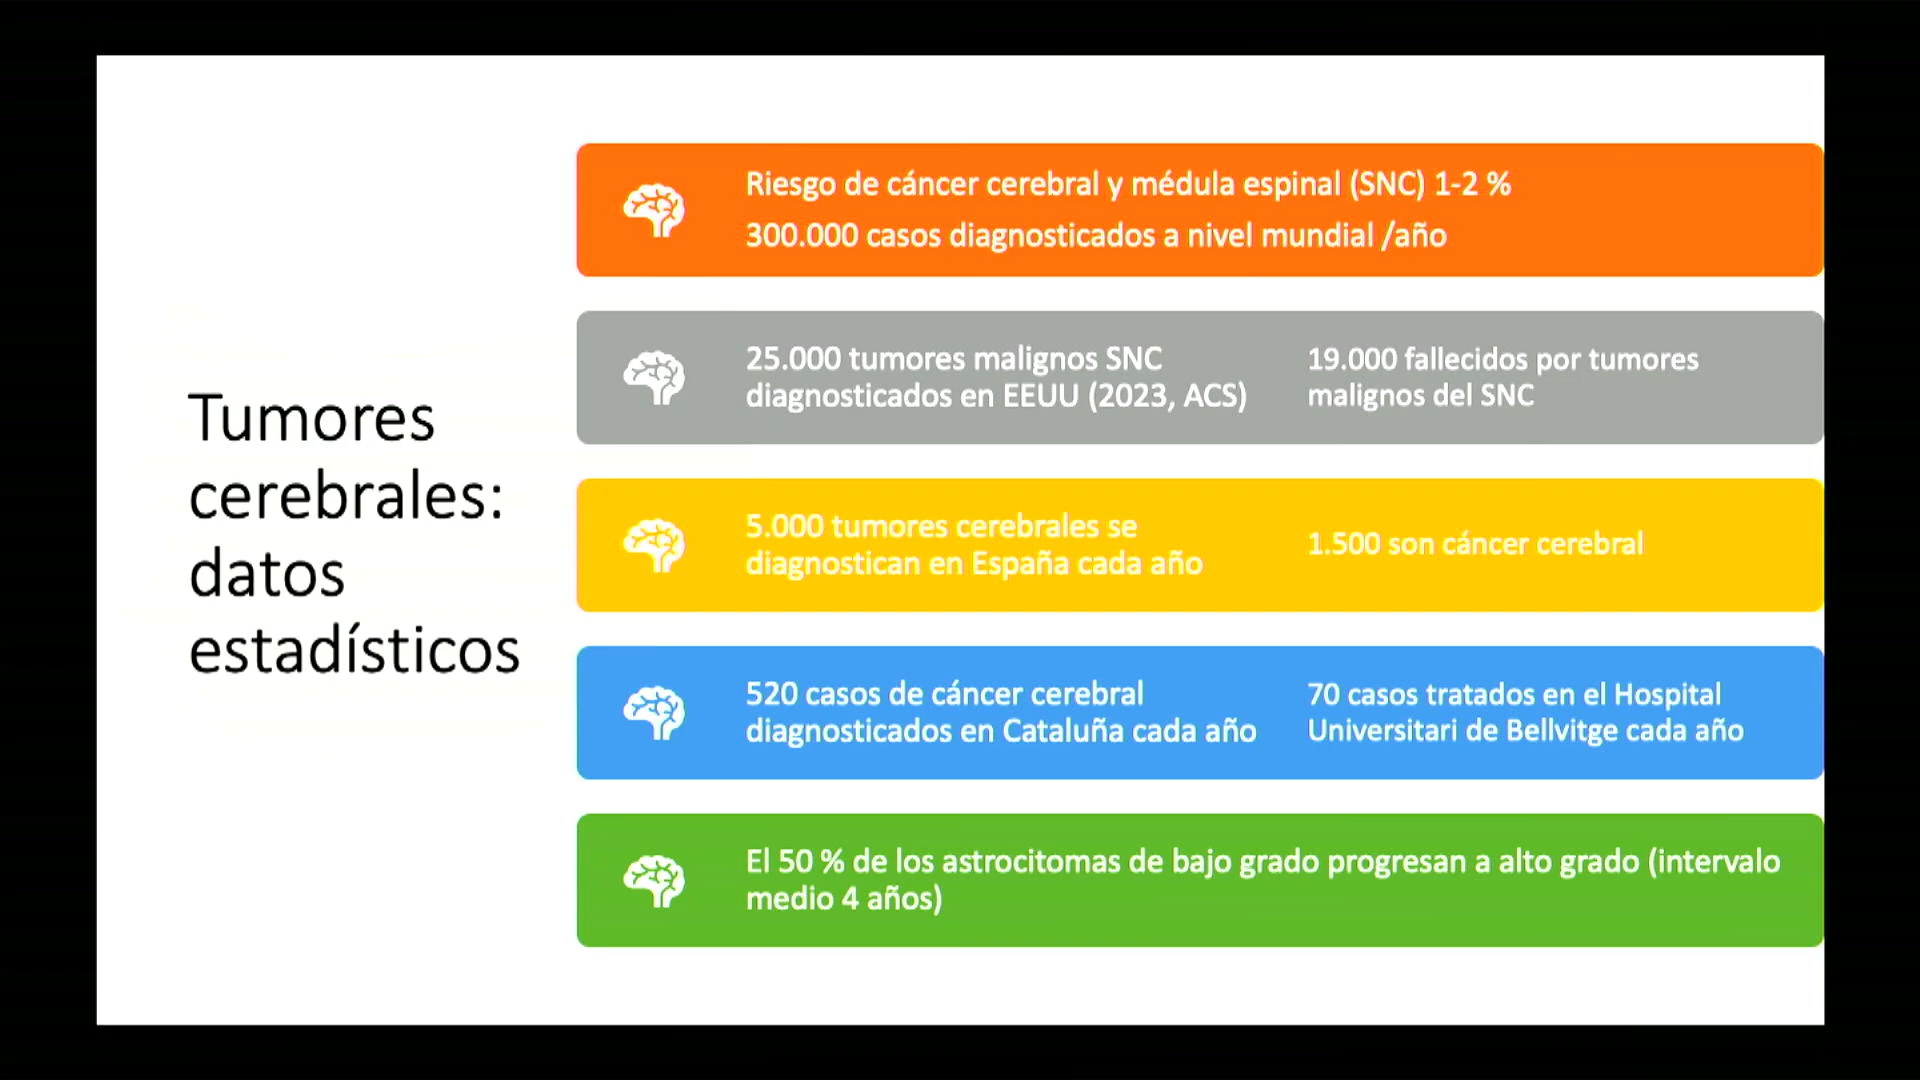 Tumores
cerebrales:
datos
estadísticos
Riesgo de cáncer cerebral y médula espinal (SNC) 1-2 %
300.000 casos diagnosticados a nivel mundial /año
25.000 tumores malignos SNC
diagnosticados en EEUU (2023, ACS)
19.000 fallecidos por tumores
malignos del SNC
5.000 tumores cerebrales se
diagnostican en España cada año
1.500 son cáncer cerebral
520 casos de cáncer cerebral
diagnosticados en Cataluña cada año
70 casos tratados en el Hospital
Universitari de Bellvitge cada año
El 50 % de los astrocitomas de bajo grado progresan a alto grado (intervalo
medio 4 años)